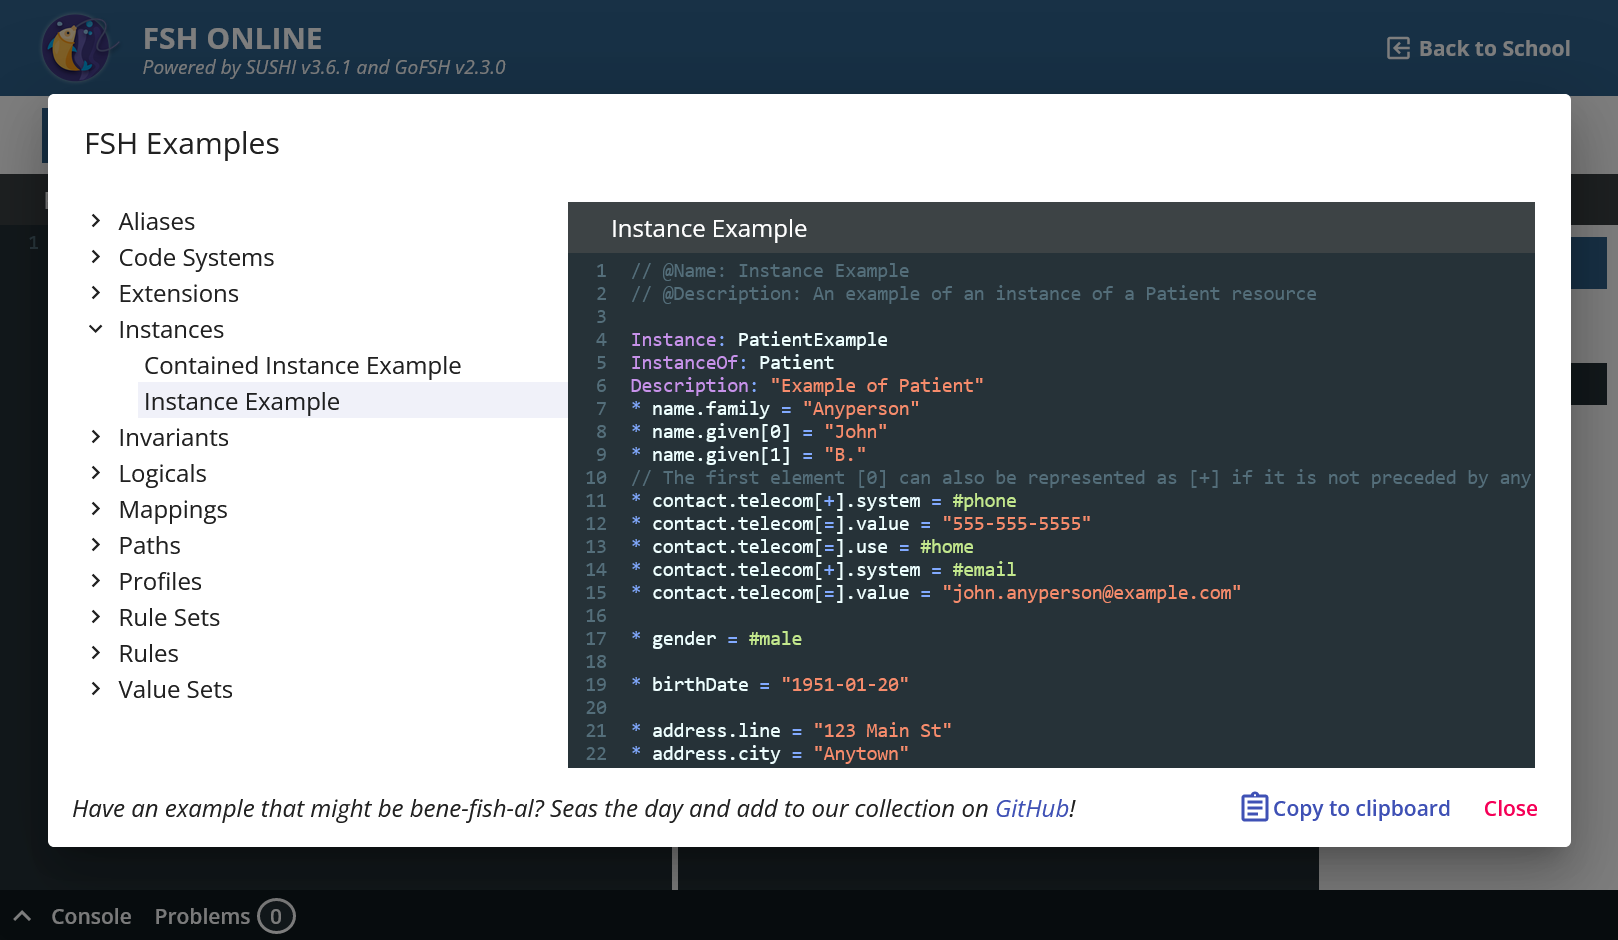 FSH ONLINE
Powered by SUSHI v3.6.1 and GoFSH v2.3.0
Back to School
FSH Examples
Aliases
Code Systems
Extensions
Instances
Contained Instance Example
Instance Example
Invariants
Logicals
Mappings
Paths
Profiles
Rule Sets
Rules
Value Sets
1
Instance Example
1 // @Name: Instance Example
2 // @Description: An example of an instance of a Patient resource
3
4 Instance: PatientExample
5 InstanceOf: Patient
6 Description: "Example of Patient"
7 * name.family = "Anyperson"
8 * name.given[0] = "John"
9 * name.given[1] = "B."
10 // The first element [0] can also be represented as [+] if it is not preceded by any
11 * contact.telecom[+].system = #phone
12 * contact.telecom[=].value = "555-555-5555"
13 * contact.telecom[=].use = #home
14 * contact.telecom[+].system = #email
15 * contact.telecom[=].value = "john.anyperson@example.com"
16
17 * gender = #male
18
19 * birthDate = "1951-01-20"
20
21 * address.line = "123 Main St"
22 * address.city = "Anytown"
Have an example that might be bene-fish-al? Seas the day and add to our collection on GitHub!
Copy to clipboard
Close
Console
Problems 0